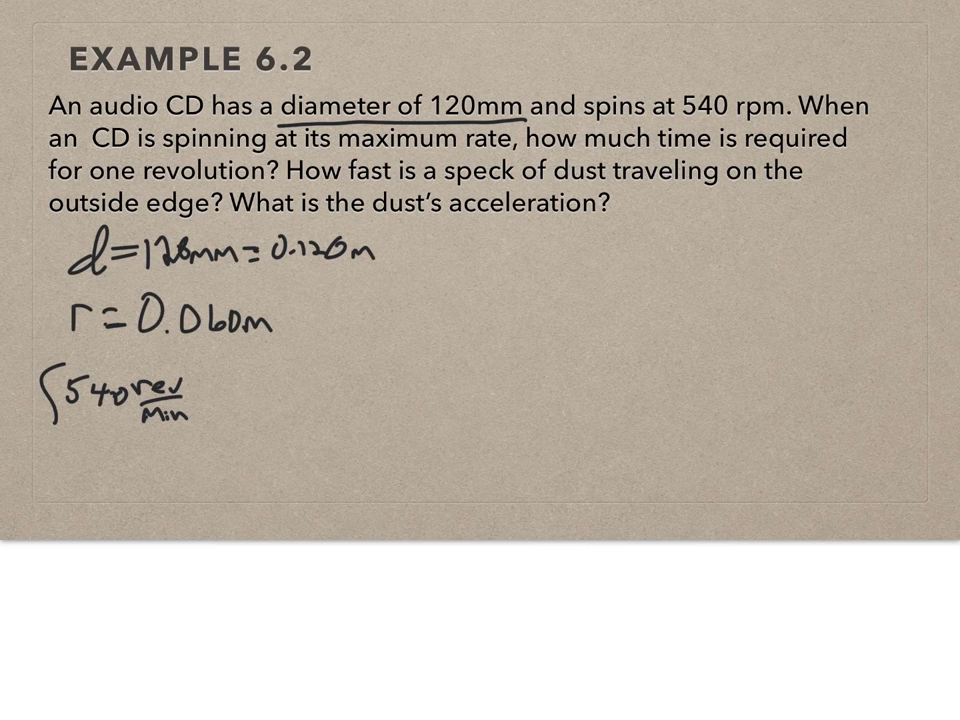 EXAMPLE 6.2
An audio CD has a diameter of 120mm and spins at 540 rpm. When
an CD is spinning at its maximum rate, how much time is required
for one revolution? How fast is a speck of dust traveling on the
outside edge? What is the dust's acceleration?
d=120mm=0.120m
r=0.060m
(540 rev
min